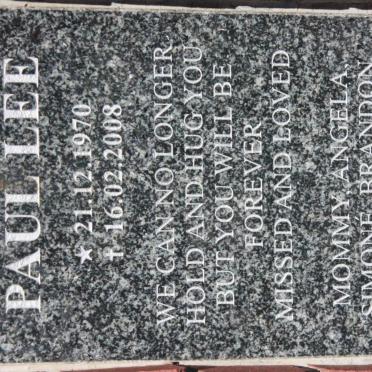 PAUL LEE
★ 21.12.1970
† 16.02.2008
WE CAN NO LONGER
HOLD AND HUG YOU
BUT YOU WILL BE
FOREVER
MISSED AND LOVED
MOMMY, ANGELA,
SIMONE, BRANDON